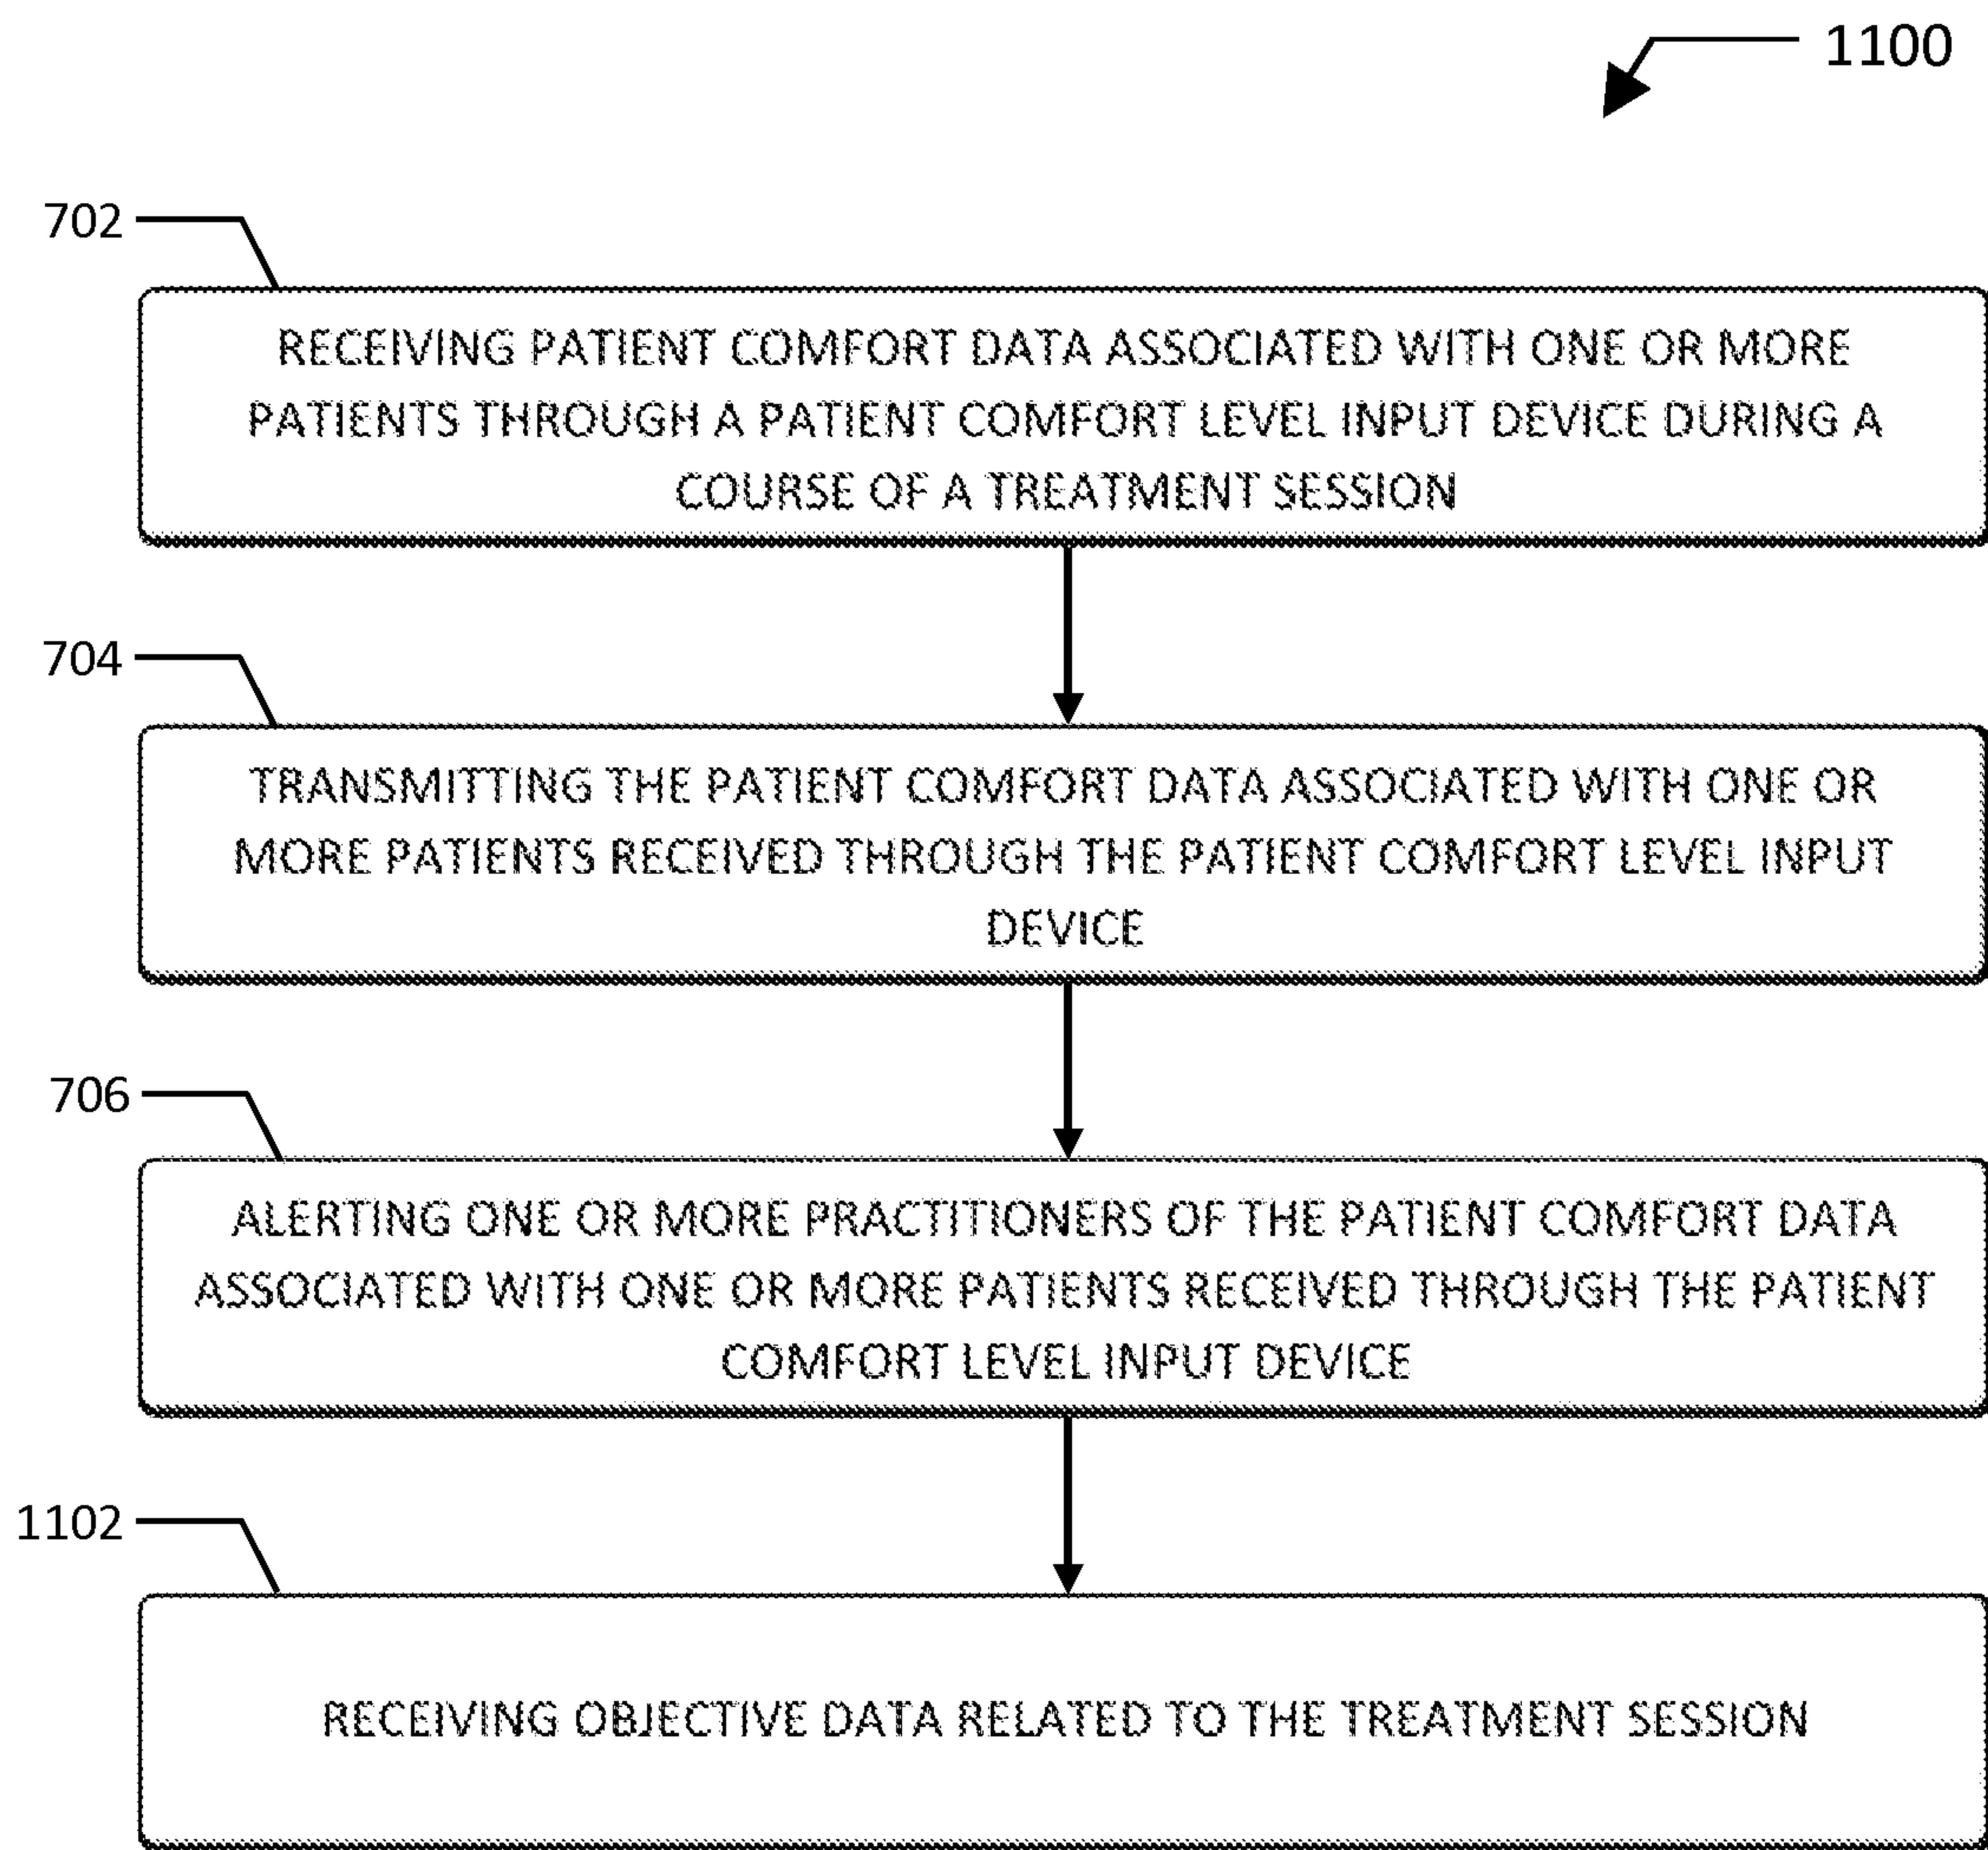 1100
702
RECEIVING PATIENT COMFORT DATA ASSOCIATED WITH ONE OR MORE
PATIENTS THROUGH A PATIENT COMFORT LEVEL INPUT DEVICE DURING A
COURSE OF A TREATMENT SESSION
704
TRANSMITTING THE PATIENT COMFORT DATA ASSOCIATED WITH ONE OR
MORE PATIENTS RECEIVED THROUGH THE PATIENT COMFORT LEVEL INPUT
DEVICE
706
ALERTING ONE OR MORE PRACTITIONERS OF THE PATIENT COMFORT DATA
ASSOCIATED WITH ONE OR MORE PATIENTS RECEIVED THROUGH THE PATIENT
COMFORT LEVEL INPUT DEVICE
1102
RECEIVING OBJECTIVE DATA RELATED TO THE TREATMENT SESSION